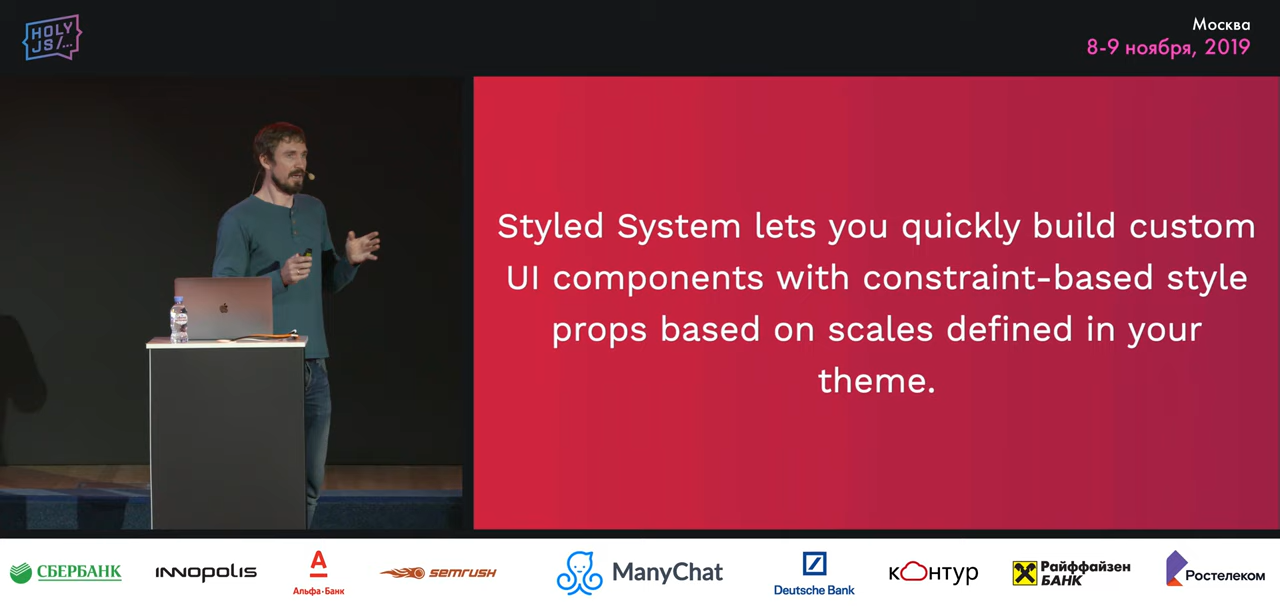 HOLY
JS/...
Москва
8-9 ноября, 2019
Styled System lets you quickly build custom
UI components with constraint-based style
props based on scales defined in your
theme.
СБЕРБАНК
INNOPOLIS
А
Альфа·Банк
semrush
ManyChat
Deutsche Bank
кОнтур
Райффайзен
БАНК
Ростелеком